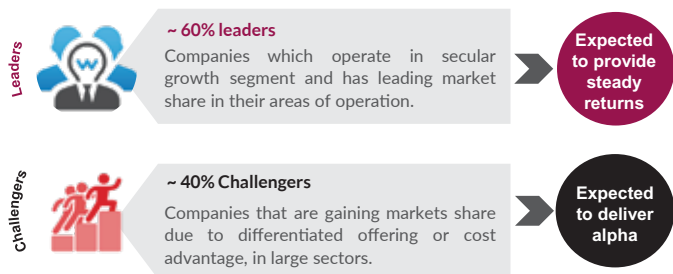 Leaders
~ 60% leaders
Companies which operate in secular
growth segment and has leading market
share in their areas of operation.
Expected
to provide
steady
returns
Challengers
~ 40% Challengers
Companies that are gaining markets share
due to differentiated offering or cost
advantage, in large sectors.
Expected
to deliver
alpha